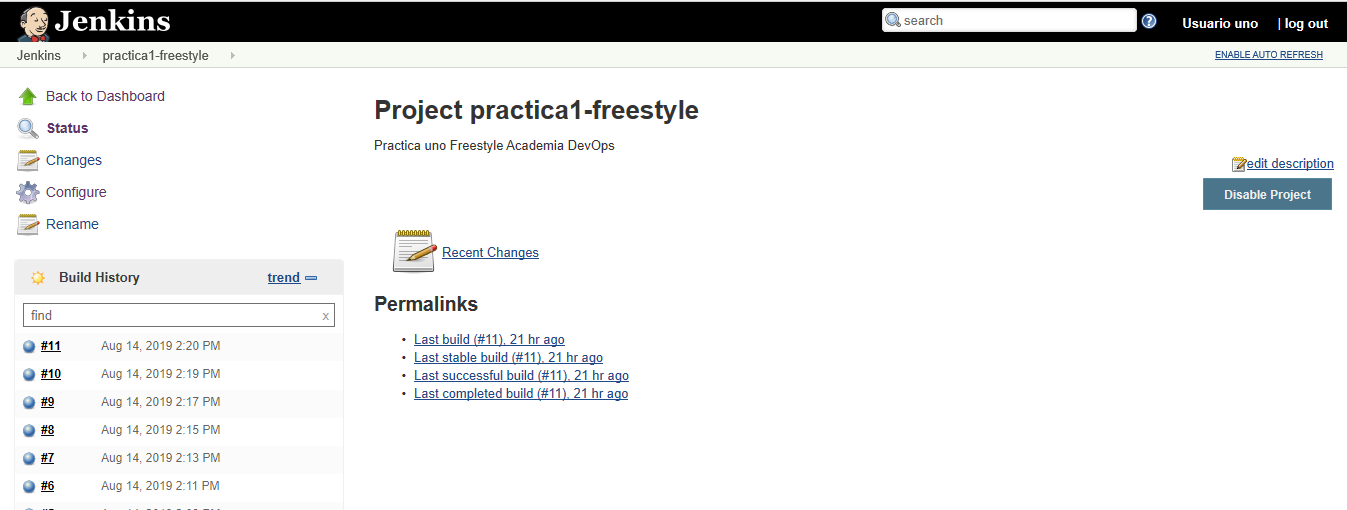 Jenkins
search
Usuario uno | log out
Jenkins practica1-freestyle
ENABLE AUTO REFRESH
Back to Dashboard
Status
Changes
Configure
Rename
Build History trend
find x
#11 Aug 14, 2019 2:20 PM
#10 Aug 14, 2019 2:19 PM
#9 Aug 14, 2019 2:17 PM
#8 Aug 14, 2019 2:15 PM
#7 Aug 14, 2019 2:13 PM
#6 Aug 14, 2019 2:11 PM
Project practica1-freestyle
Practica uno Freestyle Academia DevOps
edit description
Disable Project
Recent Changes
Permalinks
• Last build (#11), 21 hr ago
• Last stable build (#11), 21 hr ago
• Last successful build (#11), 21 hr ago
• Last completed build (#11), 21 hr ago